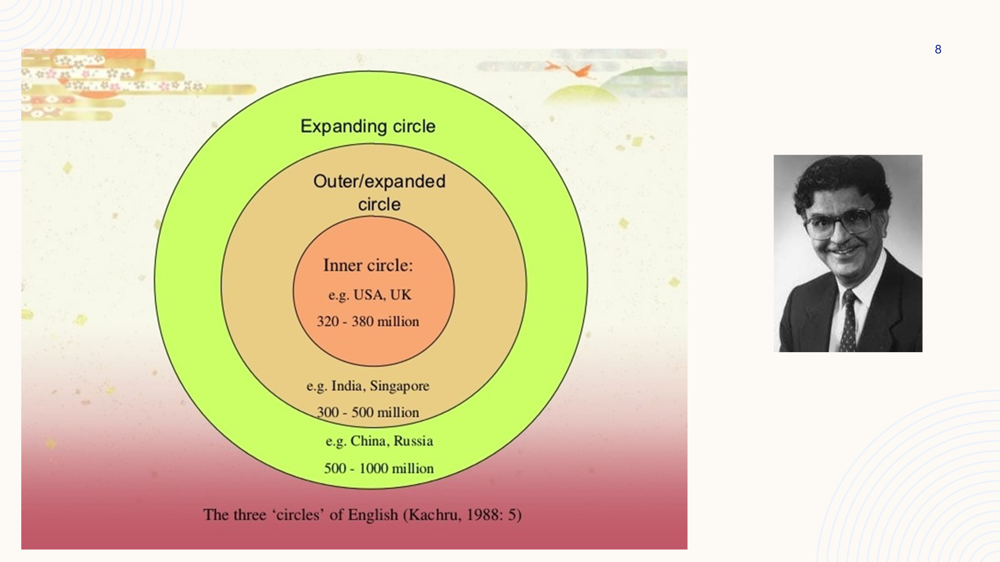 8
Expanding circle
Outer/expanded
circle
Inner circle:
e.g. USA, UK
320 - 380 million
e.g. India, Singapore
300 - 500 million
e.g. China, Russia
500 - 1000 million
The three ‘circles’ of English (Kachru, 1988: 5)